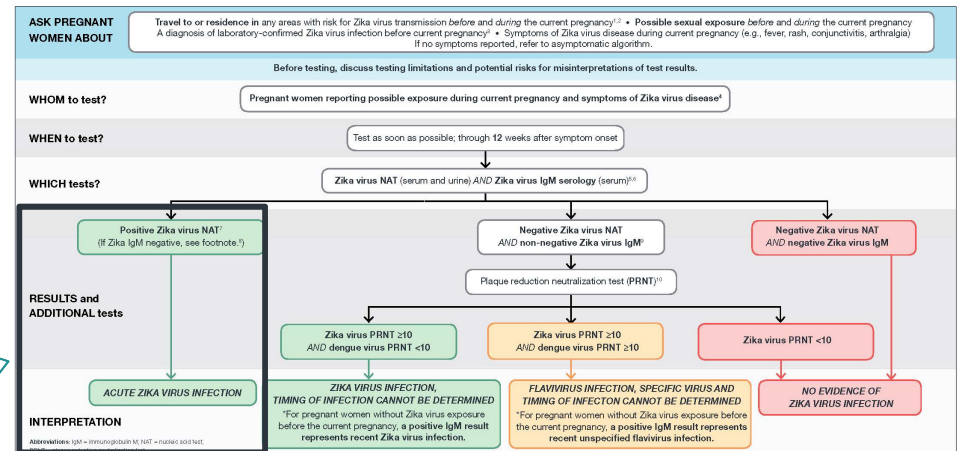 ASK PREGNANT
WOMEN ABOUT
Travel to or residence in any areas with risk for Zika virus transmission before and during the current pregnancy1,2 • Possible sexual exposure before and during the current pregnancy
A diagnosis of laboratory-confirmed Zika virus infection before current pregnancy3 • Symptoms of Zika virus disease during current pregnancy (e.g., fever, rash, conjunctivitis, arthralgia)
If no symptoms reported, refer to asymptomatic algorithm.
Before testing, discuss testing limitations and potential risks for misinterpretations of test results.
WHOM to test?
Pregnant women reporting possible exposure during current pregnancy and symptoms of Zika virus disease4
WHEN to test?
Test as soon as possible; through 12 weeks after symptom onset
WHICH tests?
Zika virus NAT (serum and urine) AND Zika virus IgM serology (serum)5,6
Positive Zika virus NAT7
(If Zika IgM negative, see footnote.8)
Negative Zika virus NAT
AND non-negative Zika virus IgM9
Negative Zika virus NAT
AND negative Zika virus IgM
Plaque reduction neutralization test (PRNT)10
RESULTS and
ADDITIONAL tests
Zika virus PRNT ≥10
AND dengue virus PRNT <10
Zika virus PRNT ≥10
AND dengue virus PRNT ≥10
Zika virus PRNT <10
INTERPRETATION
ACUTE ZIKA VIRUS INFECTION
ZIKA VIRUS INFECTION,
TIMING OF INFECTON CANNOT BE DETERMINED
*For pregnant women without Zika virus exposure
before the current pregnancy, a positive IgM result
represents recent Zika virus infection.
FLAVIVIRUS INFECTION, SPECIFIC VIRUS AND
TIMING OF INFECTON CANNOT BE DETERMINED
*For pregnant women without Zika virus exposure before
the current pregnancy, a positive IgM result represents
recent unspecified flavivirus infection.
NO EVIDENCE OF
ZIKA VIRUS INFECTION
Abbreviations: IgM = immunoglobulin M; NAT = nucleic acid test,